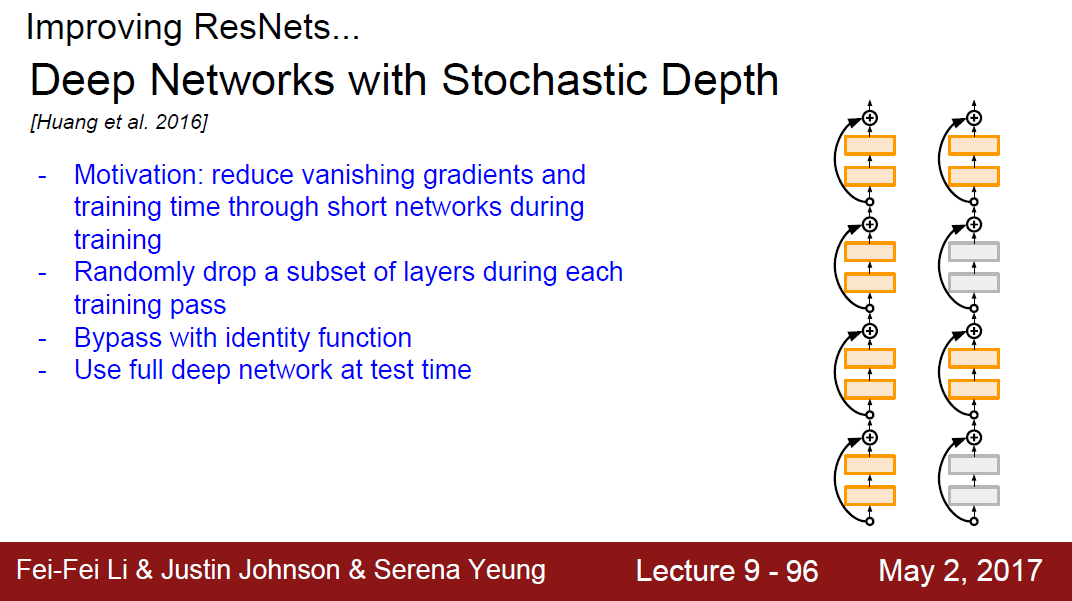 Improving ResNets...
Deep Networks with Stochastic Depth
[Huang et al. 2016]
- Motivation: reduce vanishing gradients and
training time through short networks during
training
- Randomly drop a subset of layers during each
training pass
- Bypass with identity function
- Use full deep network at test time
Fei-Fei Li & Justin Johnson & Serena Yeung Lecture 9 - 96 May 2, 2017